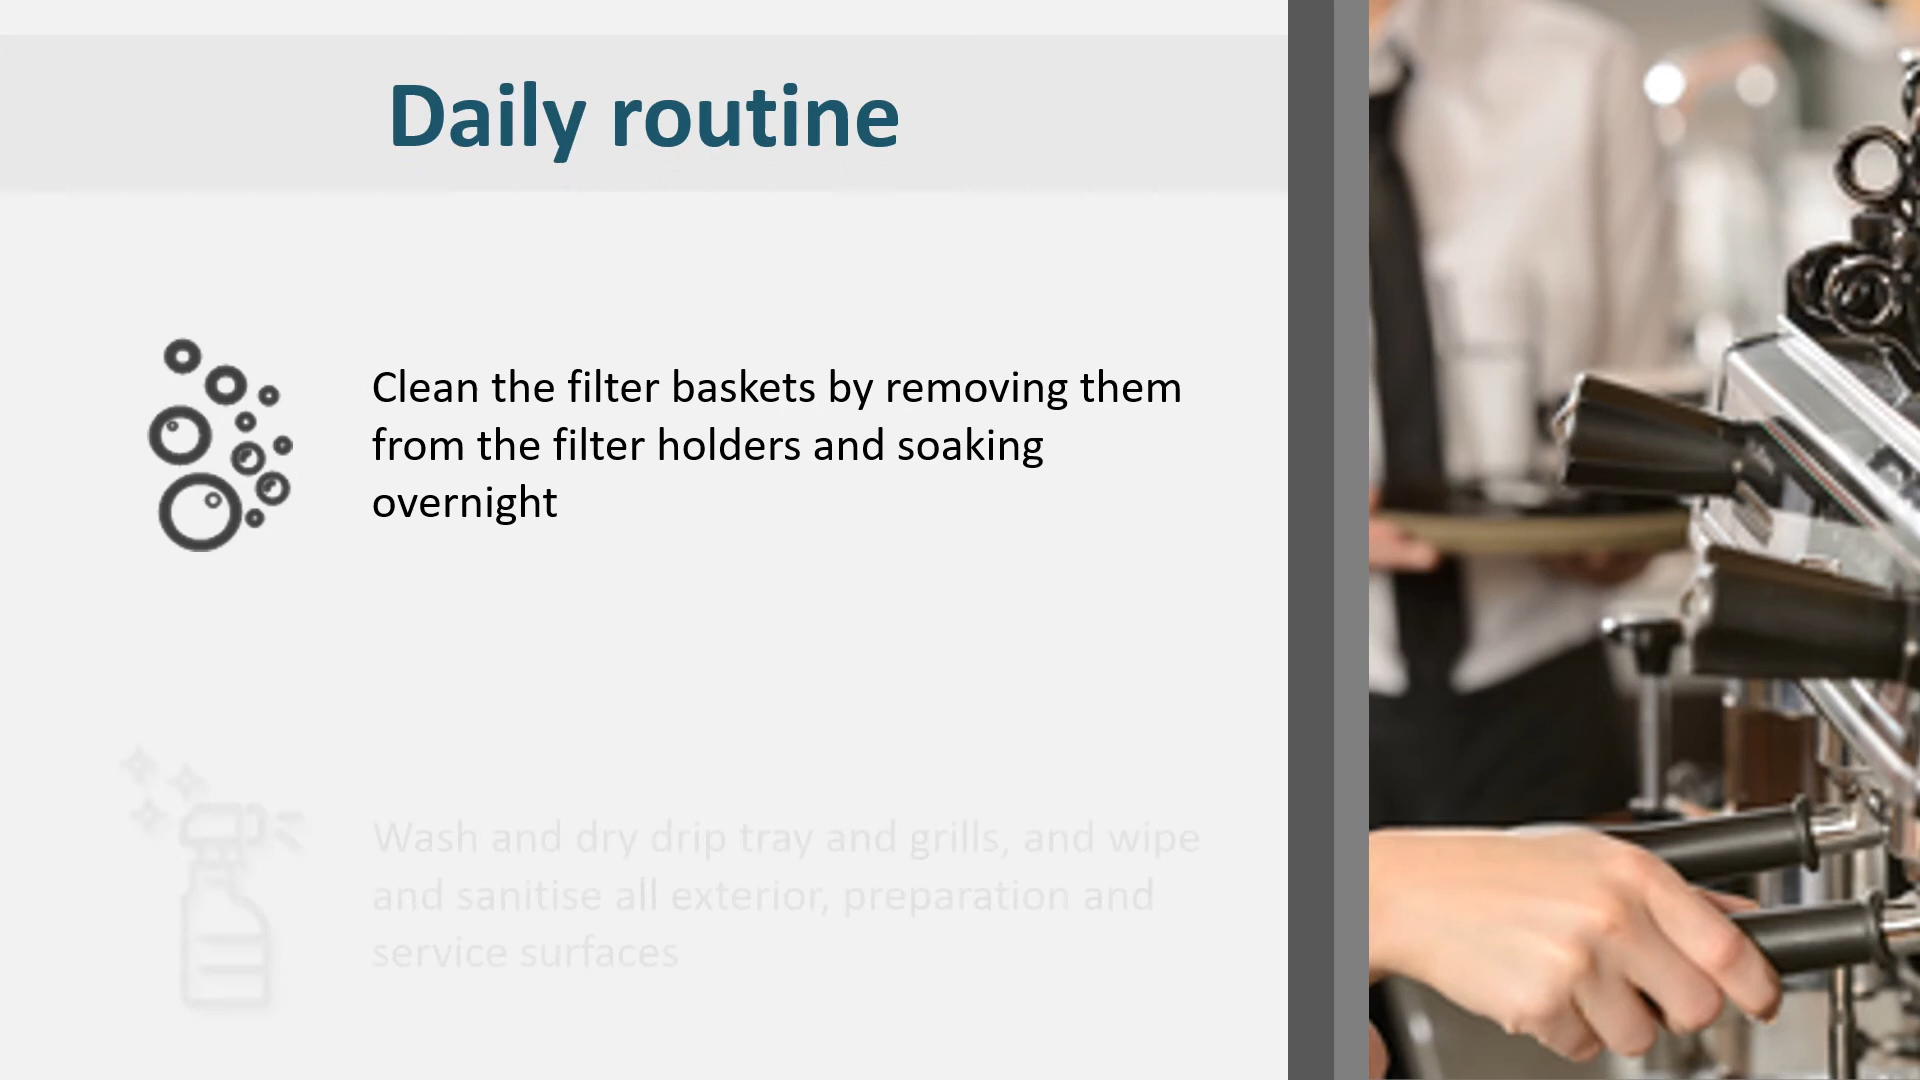 Daily routine
Clean the filter baskets by removing them
from the filter holders and soaking
overnight
Wash and dry drip tray and grills, and wipe
and sanitise all exterior, preparation and
service surfaces